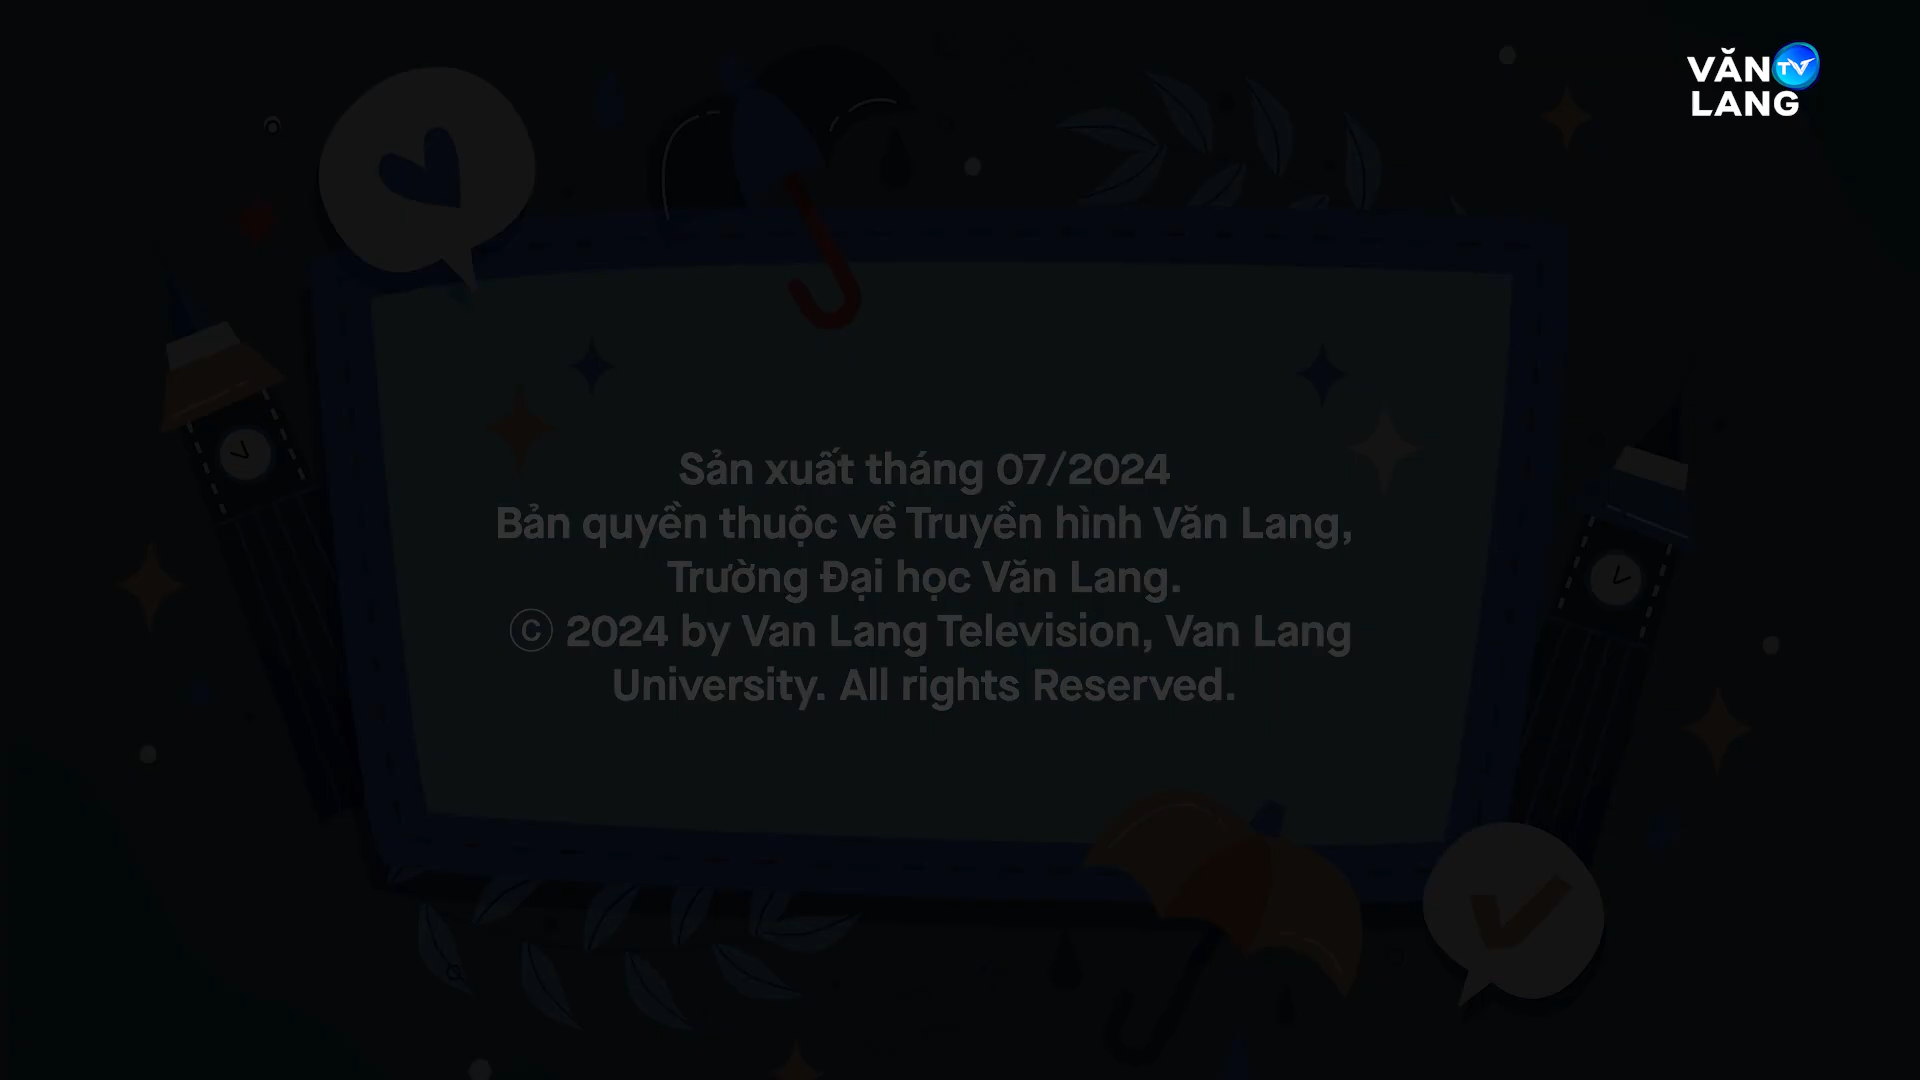 VĂN TV
LANG
Sản xuất tháng 07/2024
Bản quyền thuộc về Truyền hình Văn Lang,
Trường Đại học Văn Lang.
© 2024 by Van Lang Television, Van Lang
University. All rights Reserved.